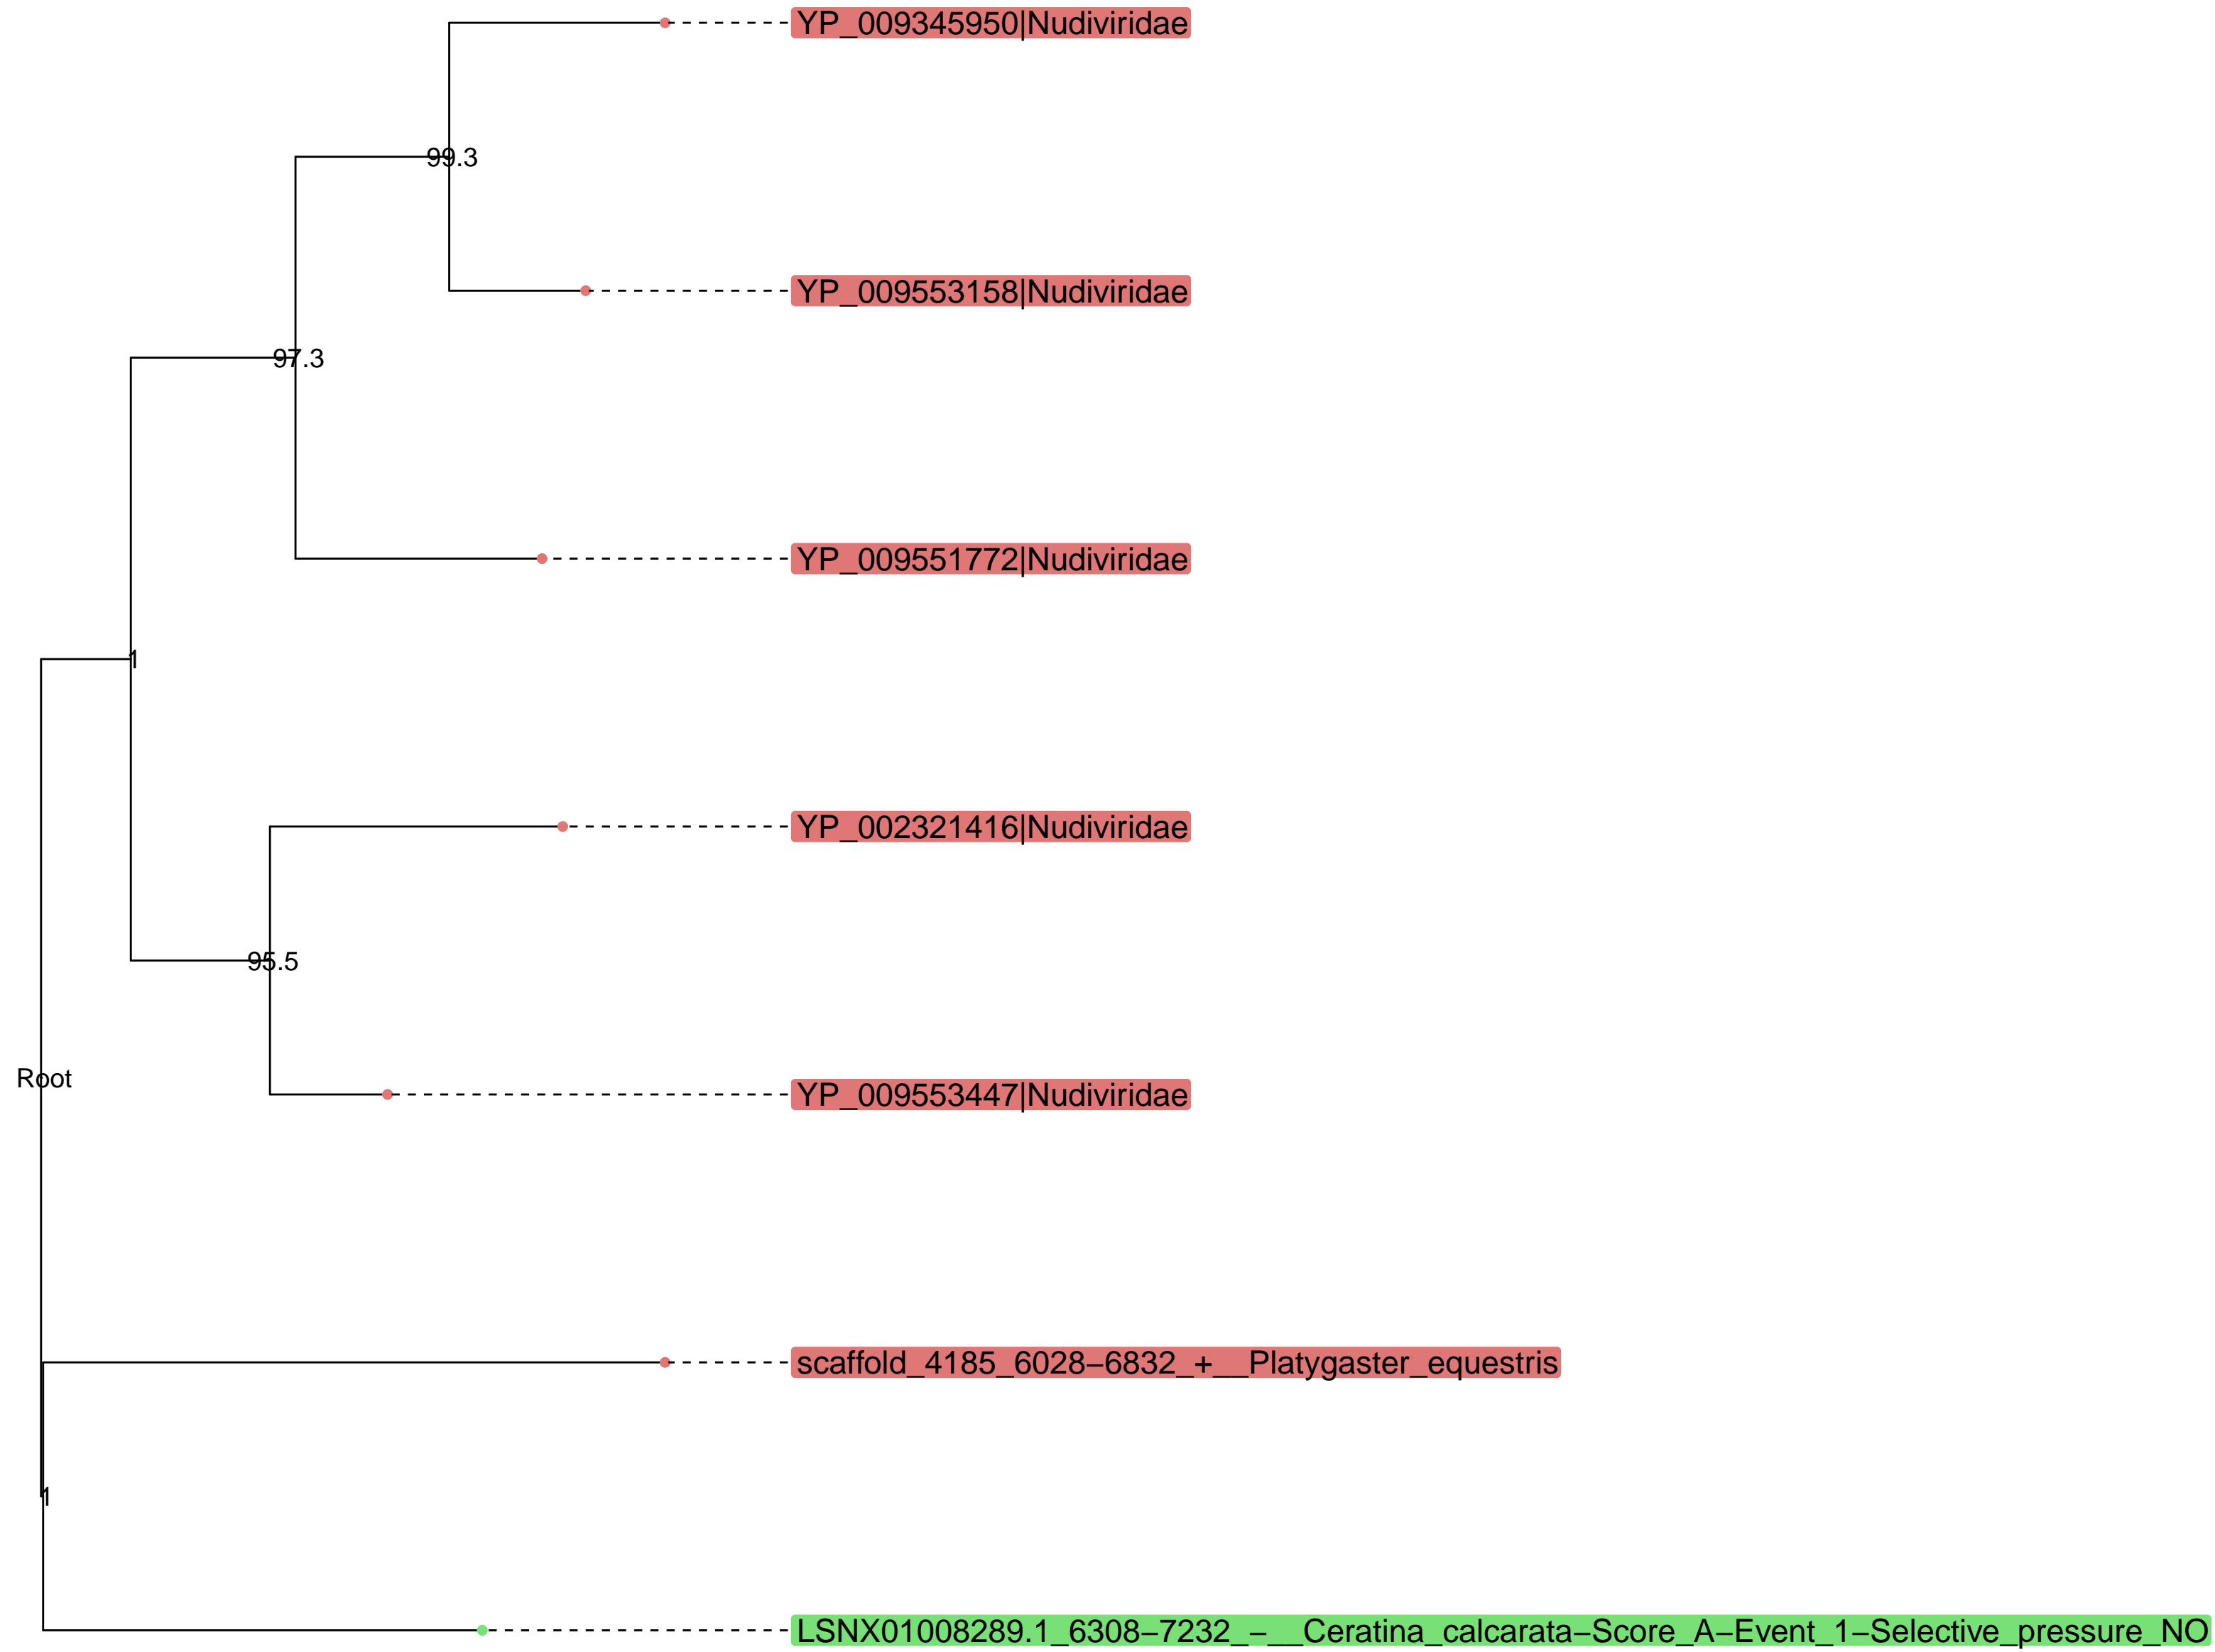 YP_009345950|Nudiviridae
99.3
YP_009553158|Nudiviridae
97.3
YP_009551772|Nudiviridae
1
YP_002321416|Nudiviridae
95.5
Root
YP_009553447|Nudiviridae
scaffold_4185_6028−6832_+__Platygaster_equestris
1
LSNX01008289.1_6308−7232_−__Ceratina_calcarata−Score_A−Event_1−Selective_pressure_NO